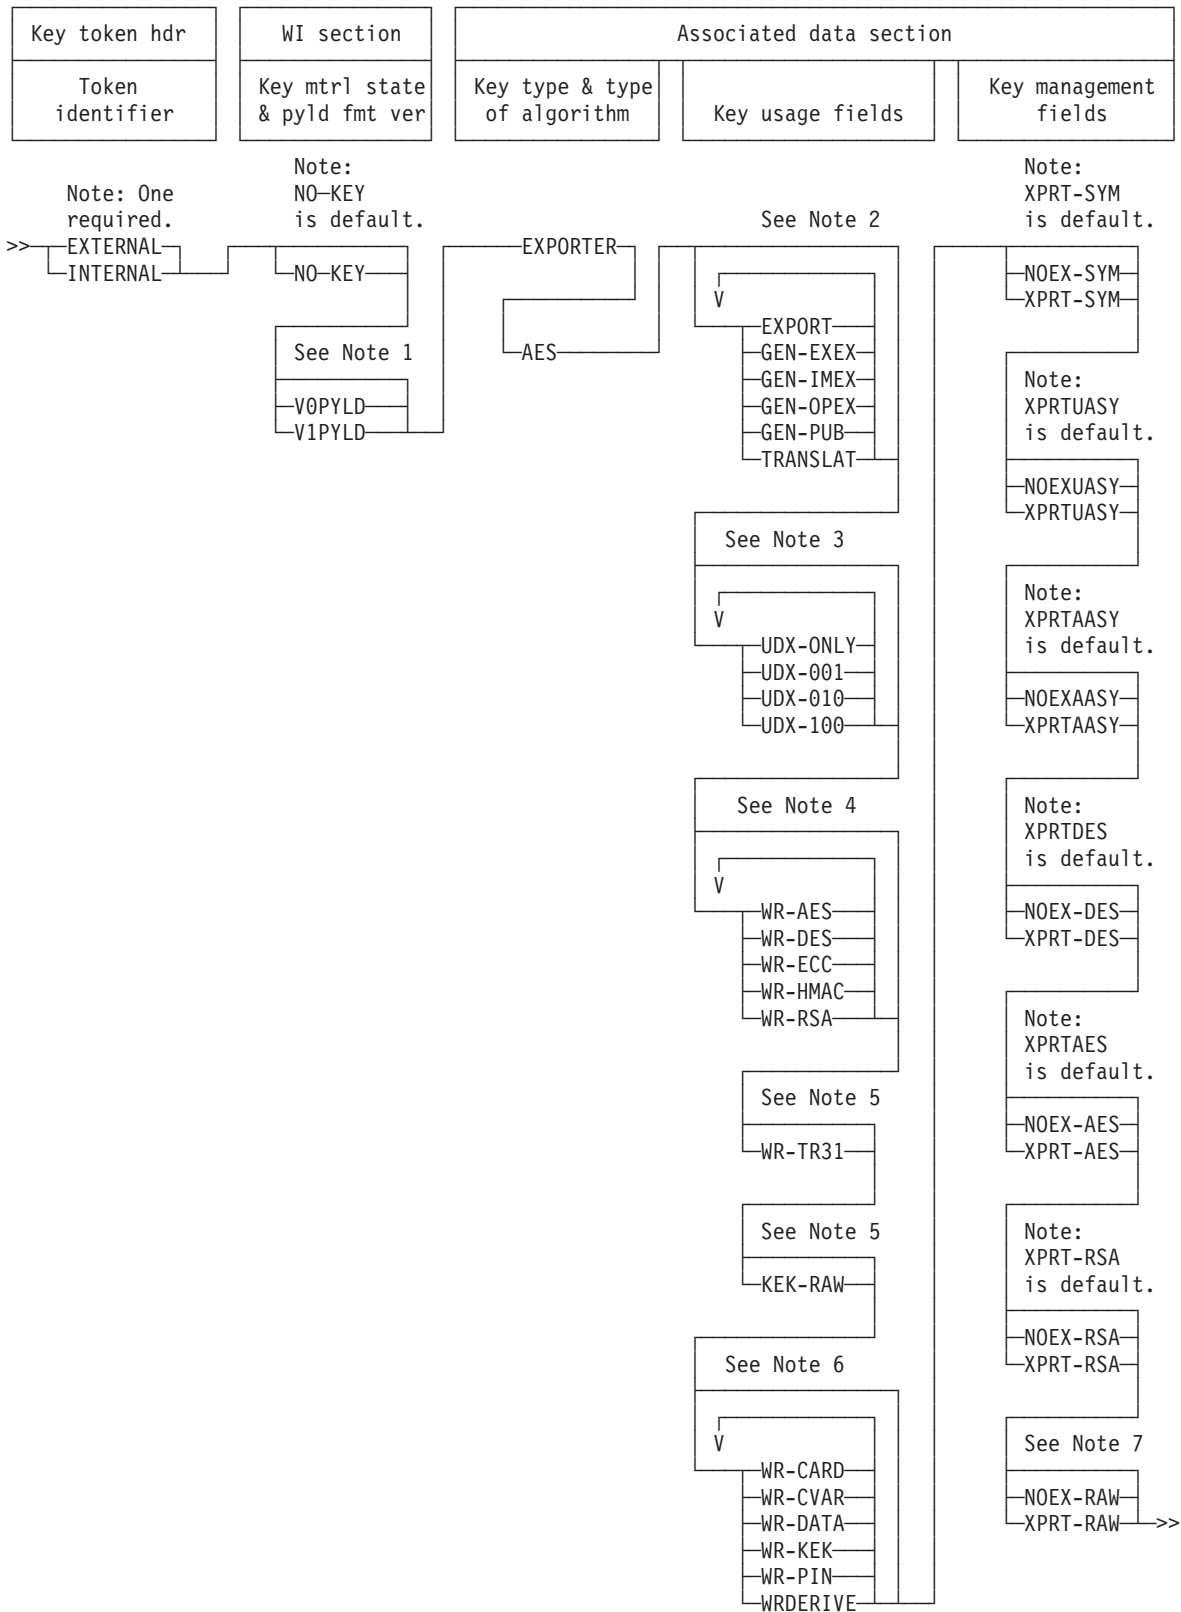 Key token hdr
WI section
Associated data section
Token
identifier
Key mtrl state
& pyld fmt ver
Key type & type
of algorithm
Key usage fields
Key management
fields
Note: One
required.
>>
EXTERNAL
INTERNAL
Note:
NO-KEY
is default.
NO-KEY
See Note 1
V0PYLD
V1PYLD
EXPORTER
AES
See Note 2
V
EXPORT
GEN-EXEX
GEN-IMEX
GEN-OPEX
GEN-PUB
TRANSLAT
See Note 3
V
UDX-ONLY
UDX-001
UDX-010
UDX-100
See Note 4
V
WR-AES
WR-DES
WR-ECC
WR-HMAC
WR-RSA
See Note 5
WR-TR31
See Note 5
KEK-RAW
See Note 6
V
WR-CARD
WR-CVAR
WR-DATA
WR-KEK
WR-PIN
WRDERIVE
Note:
XPRT-SYM
is default.
NOEX-SYM
XPRT-SYM
Note:
XPRTUASY
is default.
NOEXUASY
XPRTUASY
Note:
XPRTAASY
is default.
NOEXAASY
XPRTAASY
Note:
XPRTDES
is default.
NOEX-DES
XPRT-DES
Note:
XPRTAES
is default.
NOEX-AES
XPRT-AES
Note:
XPRT-RSA
is default.
NOEX-RSA
XPRT-RSA
See Note 7
NOEX-RAW
XPRT-RAW
>>